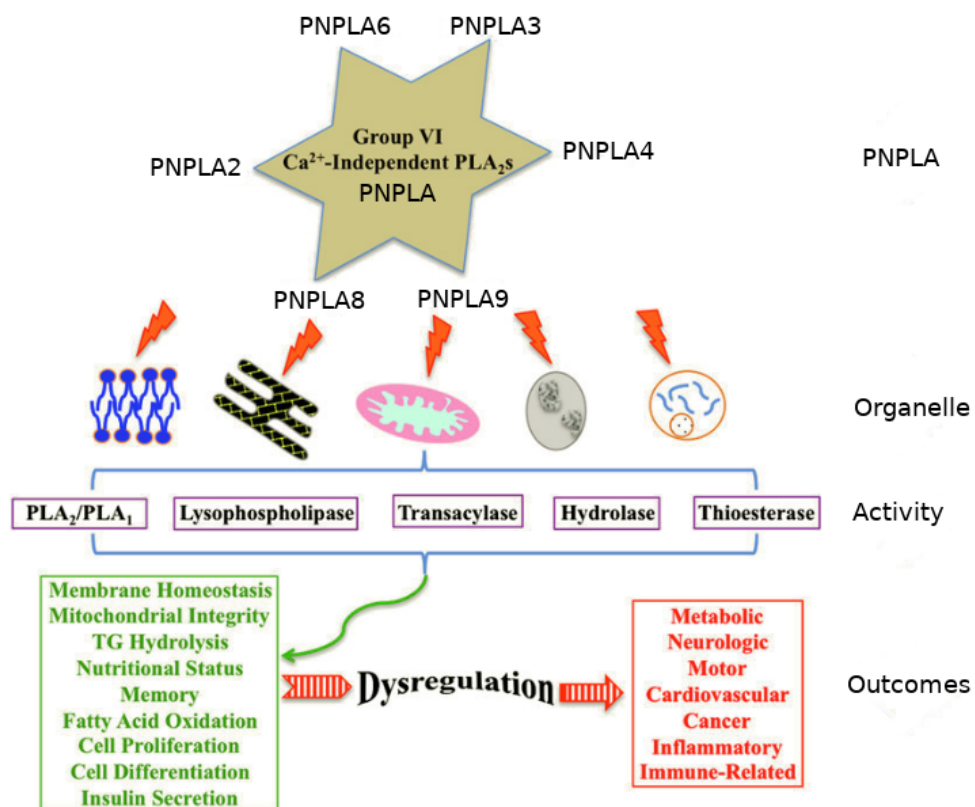 PNPLA6 PNPLA3
Group VI
Ca²⁺-Independent PLA₂s
PNPLA
PNPLA2
PNPLA4
PNPLA
PNPLA8 PNPLA9
Organelle
PLA₂/PLA₁ Lysophospholipase Transacylase Hydrolase Thioesterase Activity
Membrane Homeostasis
Mitochondrial Integrity
TG Hydrolysis
Nutritional Status
Memory
Fatty Acid Oxidation
Cell Proliferation
Cell Differentiation
Insulin Secretion
Dysregulation
Metabolic
Neurologic
Motor
Cardiovascular
Cancer
Inflammatory
Immune-Related
Outcomes